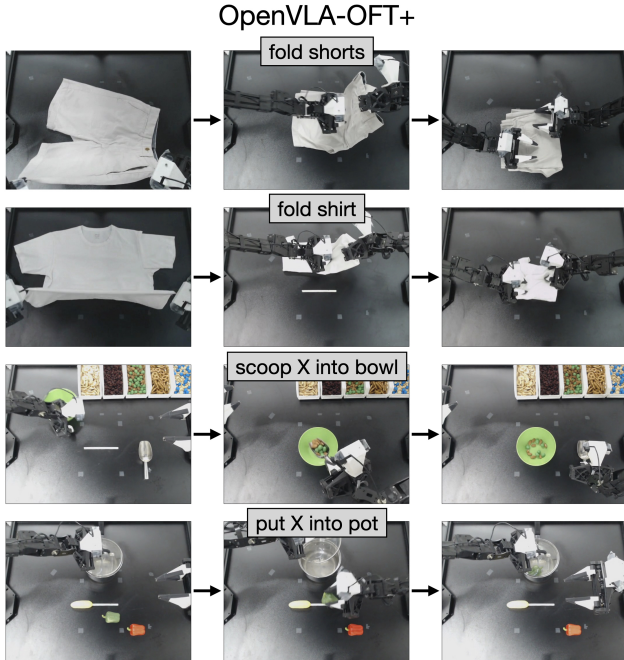 OpenVLA-OFT+
fold shorts
fold shirt
scoop X into bowl
put X into pot